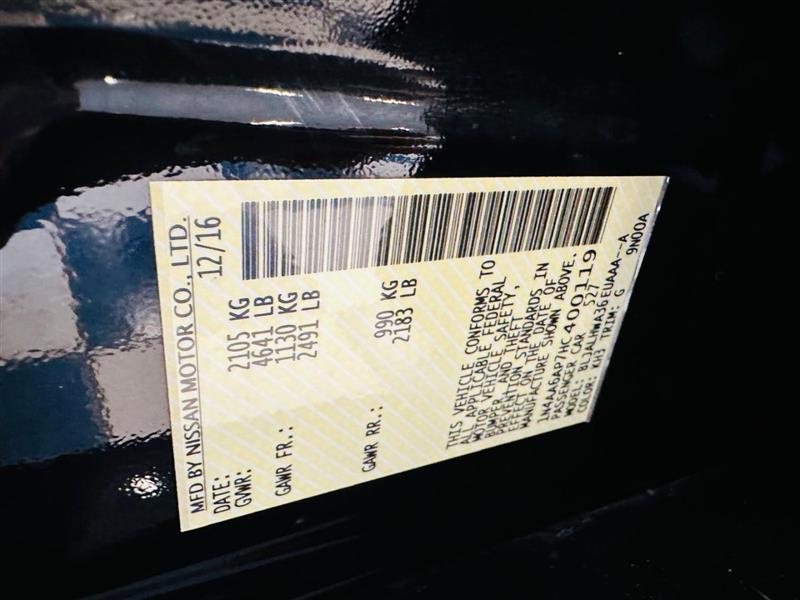 MFD BY NISSAN MOTOR CO., LTD.
DATE: 12/16
GVWR: 2105 KG
4641 LB
GAWR FR.: 1130 KG
2491 LB
GAWR RR.: 990 KG
2183 LB
THIS VEHICLE CONFORMS TO
ALL APPLICABLE FEDERAL
MOTOR VEHICLE SAFETY,
BUMPER, AND THEFT
PREVENTION STANDARDS IN
EFFECT ON THE DATE OF
MANUFACTURE SHOWN ABOVE.
1N4AA6AP7HC400119
PASSENGER CAR 527
MODEL: BLJALHWA36EUAAA--A
COLOR: KH3 TRIM: G 9N00A